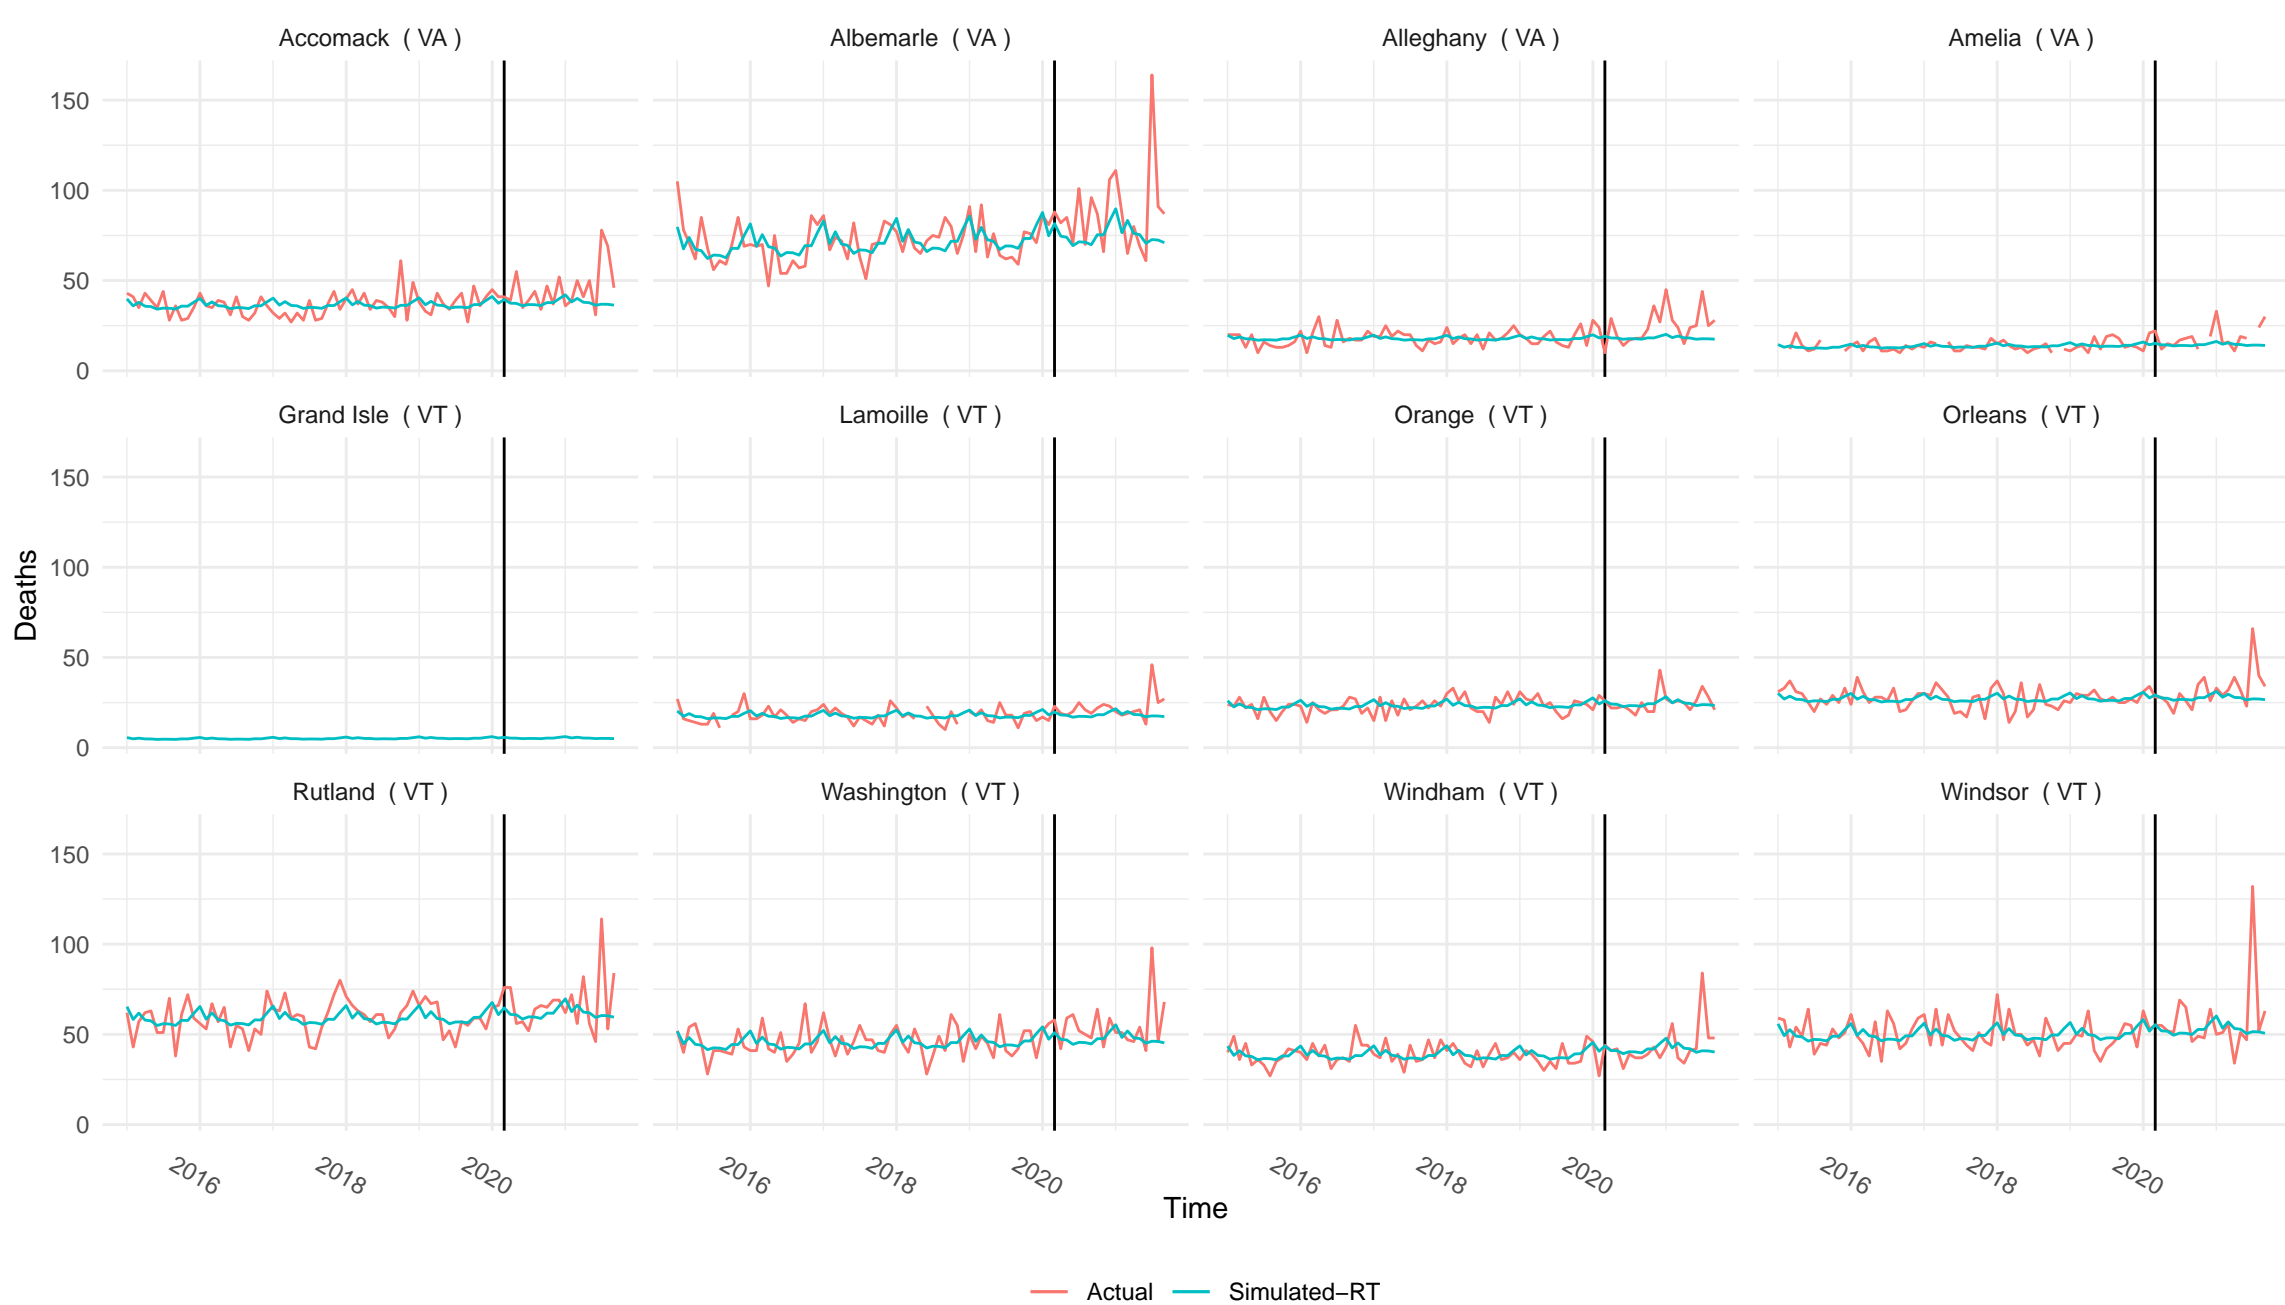 Accomack ( VA )
Albemarle ( VA )
Alleghany ( VA )
Amelia ( VA )
150
100
50
0
Grand Isle ( VT )
Lamoille ( VT )
Orange ( VT )
Orleans ( VT )
150
100
50
0
Deaths
Rutland ( VT )
Washington ( VT )
Windham ( VT )
Windsor ( VT )
150
100
50
0
2016 2018 2020
2016 2018 2020
2016 2018 2020
2016 2018 2020
Time
Actual
Simulated−RT